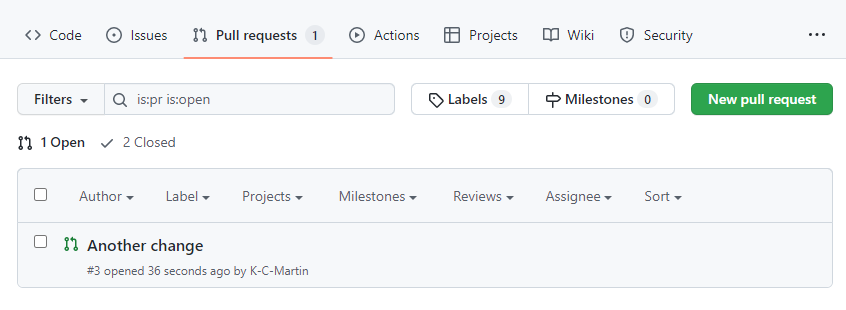 Code Issues Pull requests 1 Actions Projects Wiki Security
Filters is:pr is:open Labels 9 Milestones 0 New pull request
1 Open 2 Closed
Author Label Projects Milestones Reviews Assignee Sort
Another change
#3 opened 36 seconds ago by K-C-Martin